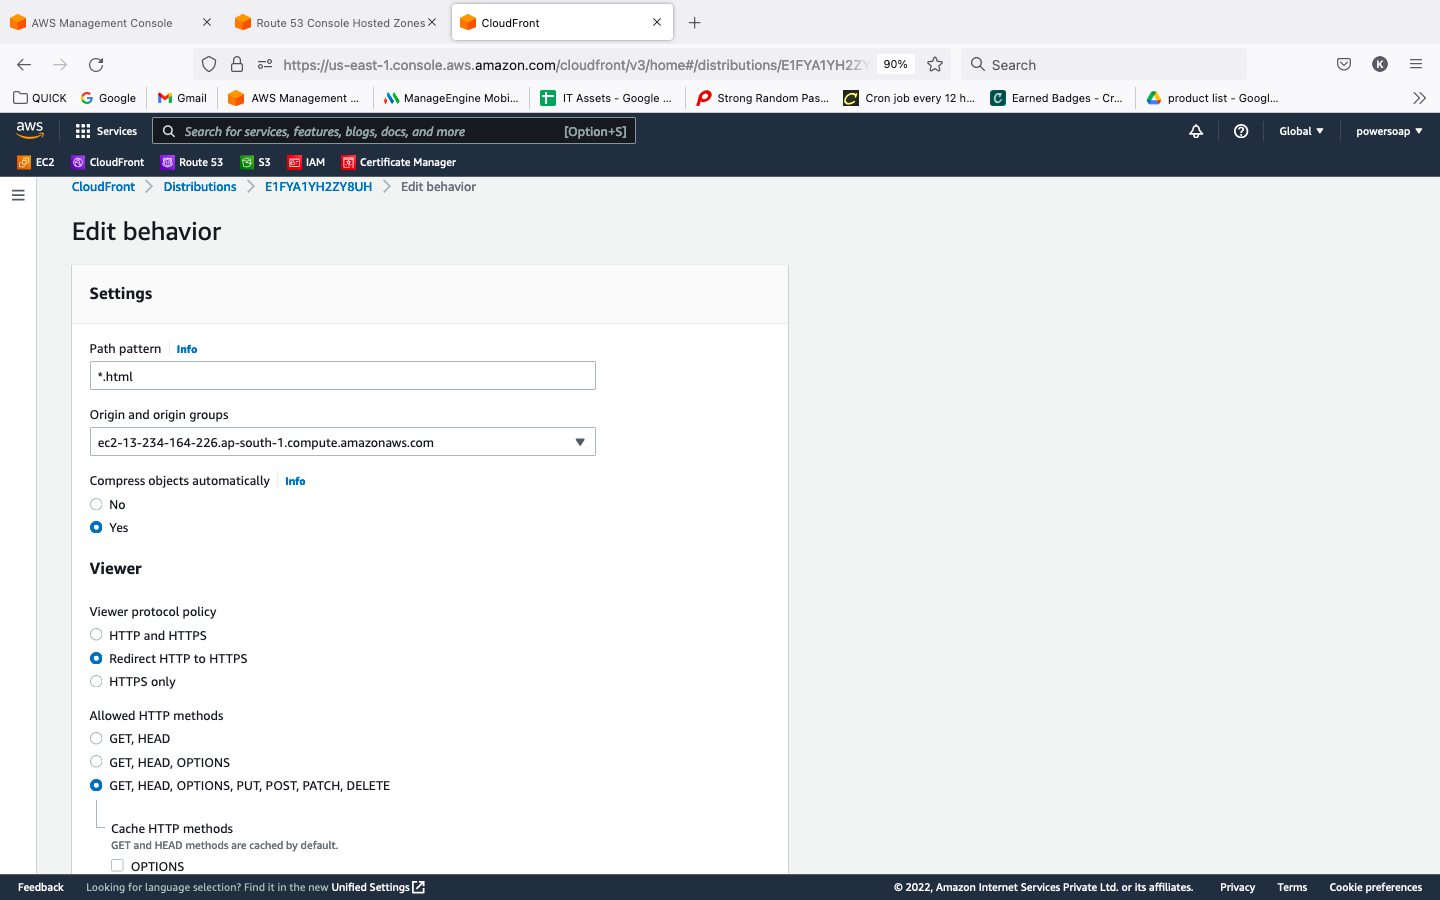 AWS Management Console
Route 53 Console Hosted Zones
CloudFront
https://us-east-1.console.aws.amazon.com/cloudfront/v3/home#/distributions/E1FYA1YH2ZY
90%
Search
K
QUICK
Google
Gmail
AWS Management ...
ManageEngine Mobi...
IT Assets - Google ...
Strong Random Pas...
Cron job every 12 h...
Earned Badges - Cr...
product list - Googl...
aws
Services
Search for services, features, blogs, docs, and more
[Option+S]
Global
powersoap
EC2
CloudFront
Route 53
S3
IAM
Certificate Manager
CloudFront
Distributions
E1FYA1YH2ZY8UH
Edit behavior
Edit behavior
Settings
Path pattern
Info
*.html
Origin and origin groups
ec2-13-234-164-226.ap-south-1.compute.amazonaws.com
Compress objects automatically
Info
No
Yes
Viewer
Viewer protocol policy
HTTP and HTTPS
Redirect HTTP to HTTPS
HTTPS only
Allowed HTTP methods
GET, HEAD
GET, HEAD, OPTIONS
GET, HEAD, OPTIONS, PUT, POST, PATCH, DELETE
Cache HTTP methods
GET and HEAD methods are cached by default.
OPTIONS
Feedback
Looking for language selection? Find it in the new Unified Settings
© 2022, Amazon Internet Services Private Ltd. or its affiliates.
Privacy
Terms
Cookie preferences